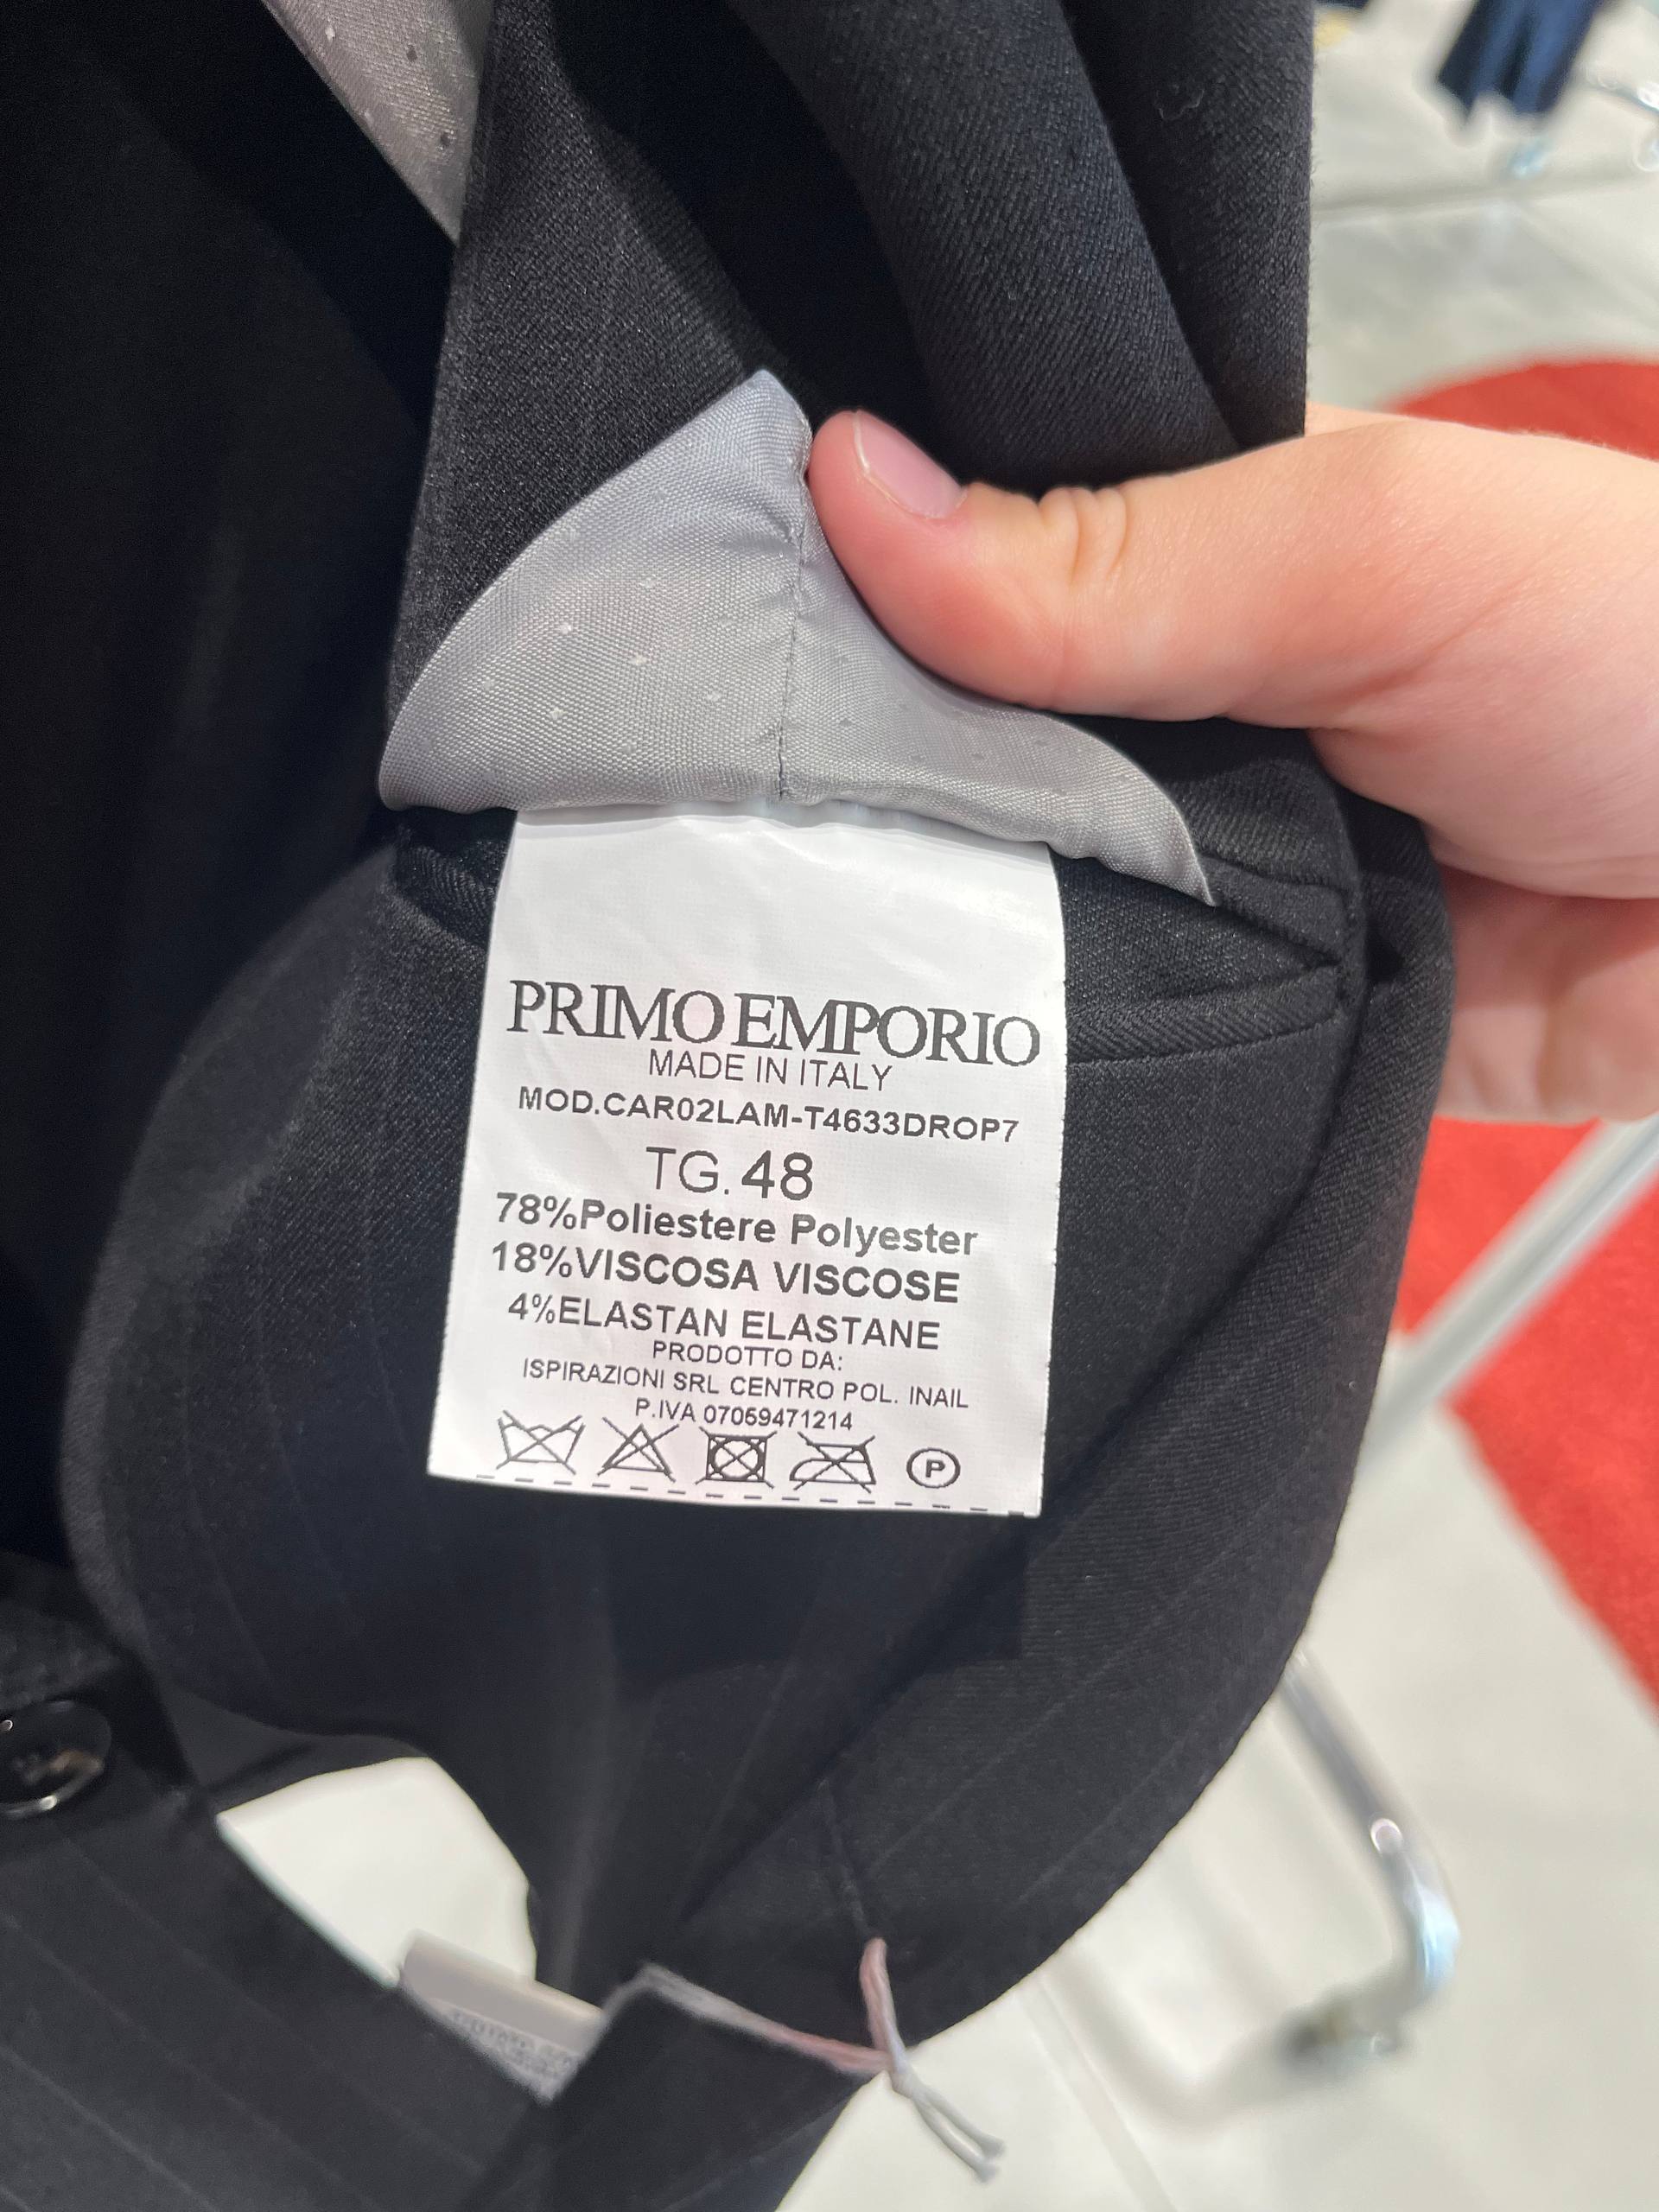 PRIMO EMPORIO
MADE IN ITALY
MOD.CAR02LAM-T4633DROP7
TG. 48
78%Poliestere Polyester
18%VISCOSA VISCOSE
4%ELASTAN ELASTANE
PRODOTTO DA:
ISPIRAZIONI SRL CENTRO POL. INAIL
P.IVA 07059471214
P